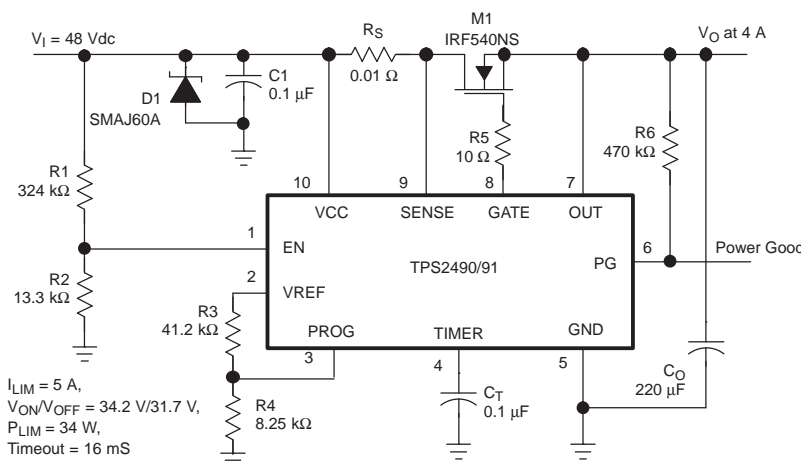 V_I = 48 Vdc
R_S
0.01 Ω
M1
IRF540NS
V_O at 4 A
D1
SMAJ60A
C1
0.1 μF
R5
10 Ω
R6
470 kΩ
R1
324 kΩ
10
9
8
7
VCC
SENSE
GATE
OUT
1
EN
TPS2490/91
PG
6
Power Good
R2
13.3 kΩ
2
VREF
R3
41.2 kΩ
PROG
TIMER
GND
3
4
5
C_T
0.1 μF
C_O
220 μF
R4
8.25 kΩ
I_LIM = 5 A,
V_ON/V_OFF = 34.2 V/31.7 V,
P_LIM = 34 W,
Timeout = 16 mS